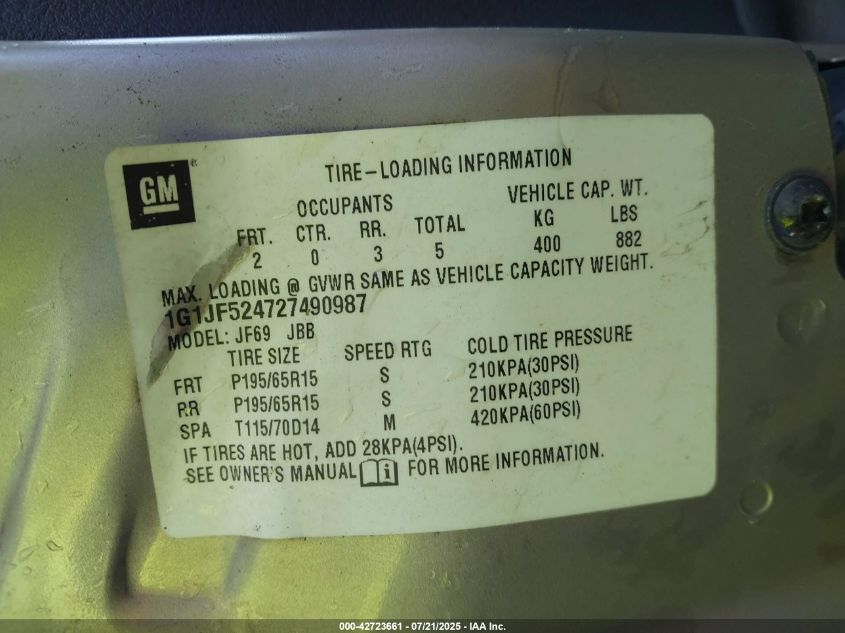 GM
TIRE-LOADING INFORMATION
OCCUPANTS VEHICLE CAP. WT.
FRT. CTR. RR. TOTAL KG LBS
2 0 3 5 400 882
MAX. LOADING @ GVWR SAME AS VEHICLE CAPACITY WEIGHT.
1G1JF524727490987
MODEL: JF69 JBB
TIRE SIZE SPEED RTG COLD TIRE PRESSURE
FRT P195/65R15 S 210KPA(30PSI)
RR P195/65R15 S 210KPA(30PSI)
SPA T115/70D14 M 420KPA(60PSI)
IF TIRES ARE HOT, ADD 28KPA(4PSI).
SEE OWNER'S MANUAL i FOR MORE INFORMATION.
000-42723661 - 07/21/2025 - IAA Inc.